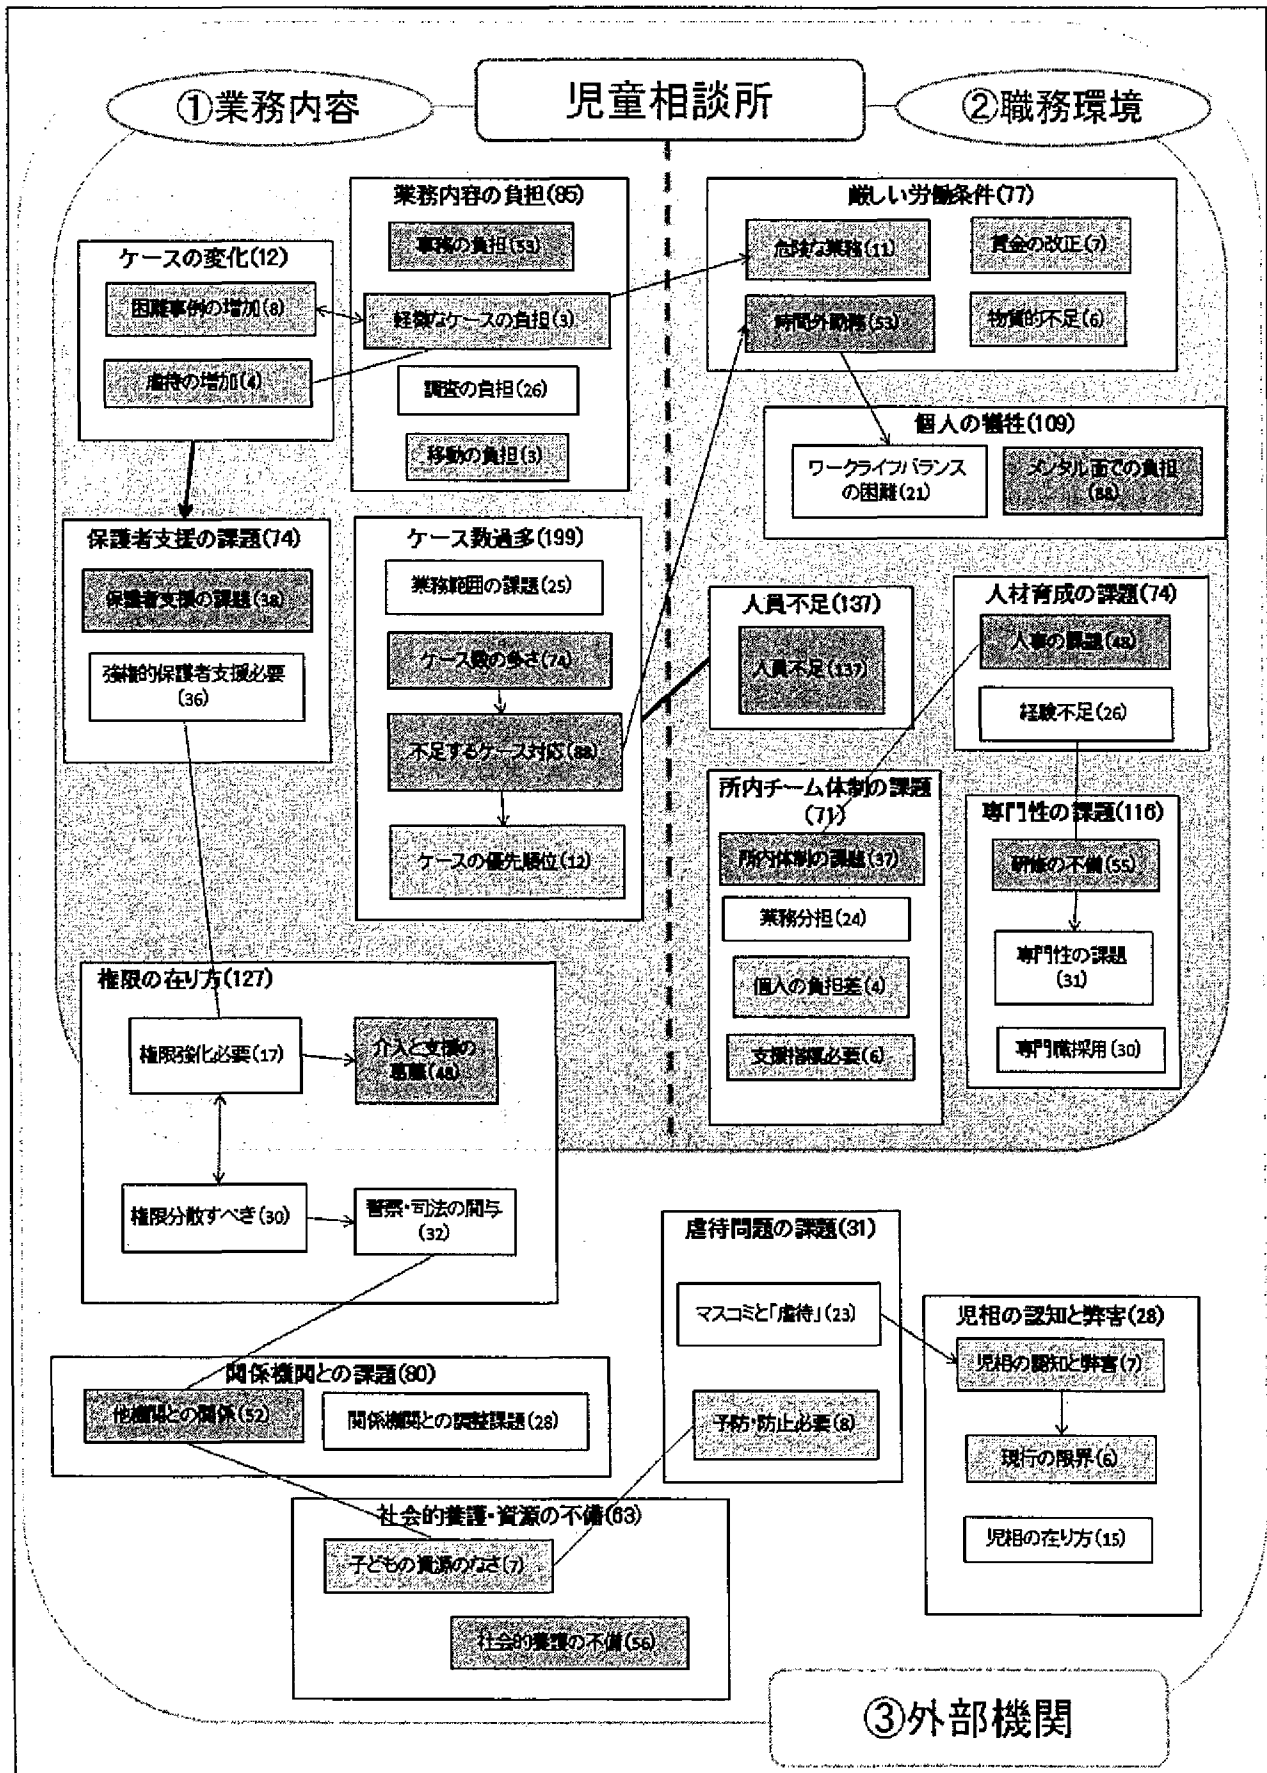 児童相談所
①業務内容
②職務環境
業務内容の負担(85)
事務の負担(53)
軽微なケースの負担(3)
調査の負担(26)
移動の負担(3)
ケースの変化(12)
困難事例の増加(8)
虐待の増加(4)
厳しい労働条件(77)
危険な業務(11)
賃金の改正(7)
時間外勤務(53)
物質的不足(6)
個人の犠牲(109)
ワークライフバランス
の困難(21)
メンタル面での負担
(88)
保護者支援の課題(74)
保護者支援の課題(38)
強権的保護者支援必要
(36)
ケース数過多(199)
業務範囲の課題(25)
ケース数の多さ(74)
不足するケース対応(88)
ケースの優先順位(12)
人員不足(137)
人員不足(137)
人材育成の課題(74)
人事の課題(48)
経験不足(26)
所内チーム体制の課題
(71)
所内体制の課題(37)
業務分担(24)
個人の負担差(4)
支援指標必要(6)
専門性の課題(116)
研修の不備(55)
専門性の課題
(31)
専門職採用(30)
権限の在り方(127)
権限強化必要(17)
介入と支援の
葛藤(48)
権限分散すべき(30)
警察・司法の関与
(32)
虐待問題の課題(31)
マスコミと「虐待」(23)
予防・防止必要(8)
児相の認知と弊害(28)
児相の認知と弊害(7)
現行の限界(6)
児相の在り方(15)
関係機関との課題(80)
他機関との関係(52)
関係機関との調整課題(28)
社会的養護・資源の不備(63)
子どもの資源のなさ(7)
社会的養護の不備(56)
③外部機関